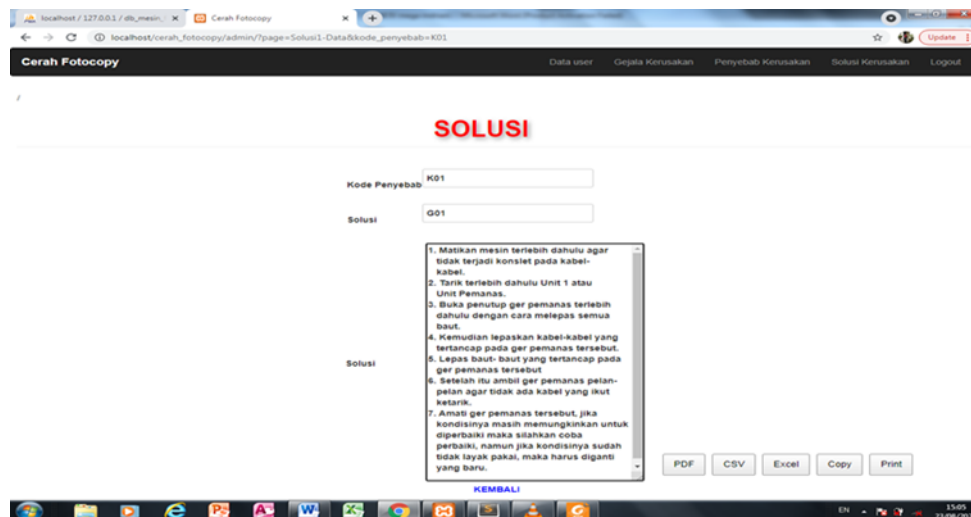 localhost / 127.0.0.1 / db_mesin_
Cerah Fotocopy
localhost/cerah_fotocopy/admin/?page=Solusi1-Data&kode_penyebab=K01
Update
Cerah Fotocopy
Data user
Gejala Kerusakan
Penyebab Kerusakan
Solusi Kerusakan
Logout
/
SOLUSI
Kode Penyebab
K01
Solusi
G01
Solusi
1. Matikan mesin terlebih dahulu agar
tidak terjadi konslet pada kabel-
kabel.
2. Tarik terlebih dahulu Unit 1 atau
Unit Pemanas.
3. Buka penutup ger pemanas terlebih
dahulu dengan cara melepas semua
baut.
4. Kemudian lepaskan kabel-kabel yang
tertancap pada ger pemanas tersebut.
5. Lepas baut- baut yang tertancap pada
ger pemanas tersebut
6. Setelah itu ambil ger pemanas pelan-
pelan agar tidak ada kabel yang ikut
ketarik.
7. Amati ger pemanas tersebut, jika
kondisinya masih memungkinkan untuk
diperbaiki maka silahkan coba
perbaiki, namun jika kondisinya sudah
tidak layak pakai, maka harus diganti
yang baru.
PDF
CSV
Excel
Copy
Print
KEMBALI
EN
15:05